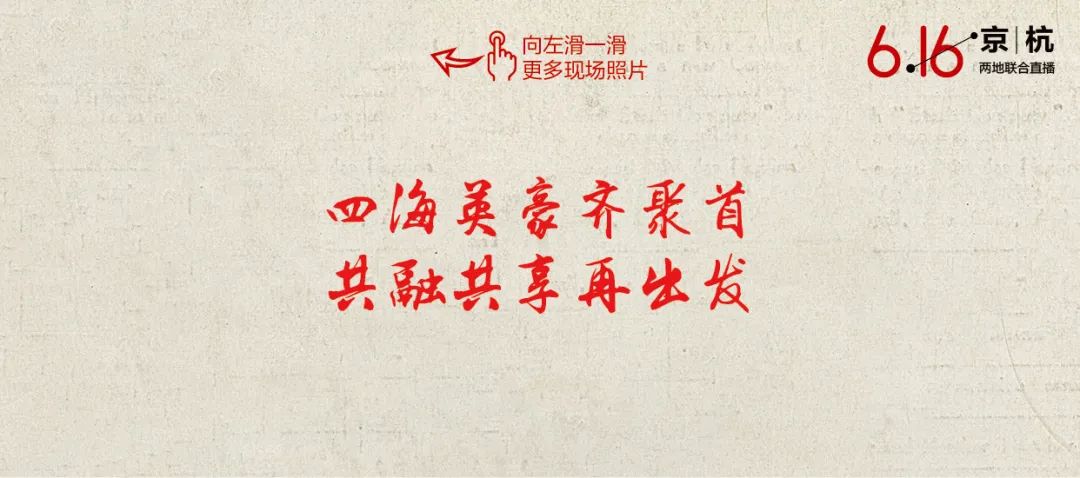 向左滑一滑
更多现场照片
6.16 京|杭
两地联合直播
四海英豪齐聚首
共融共享再出发